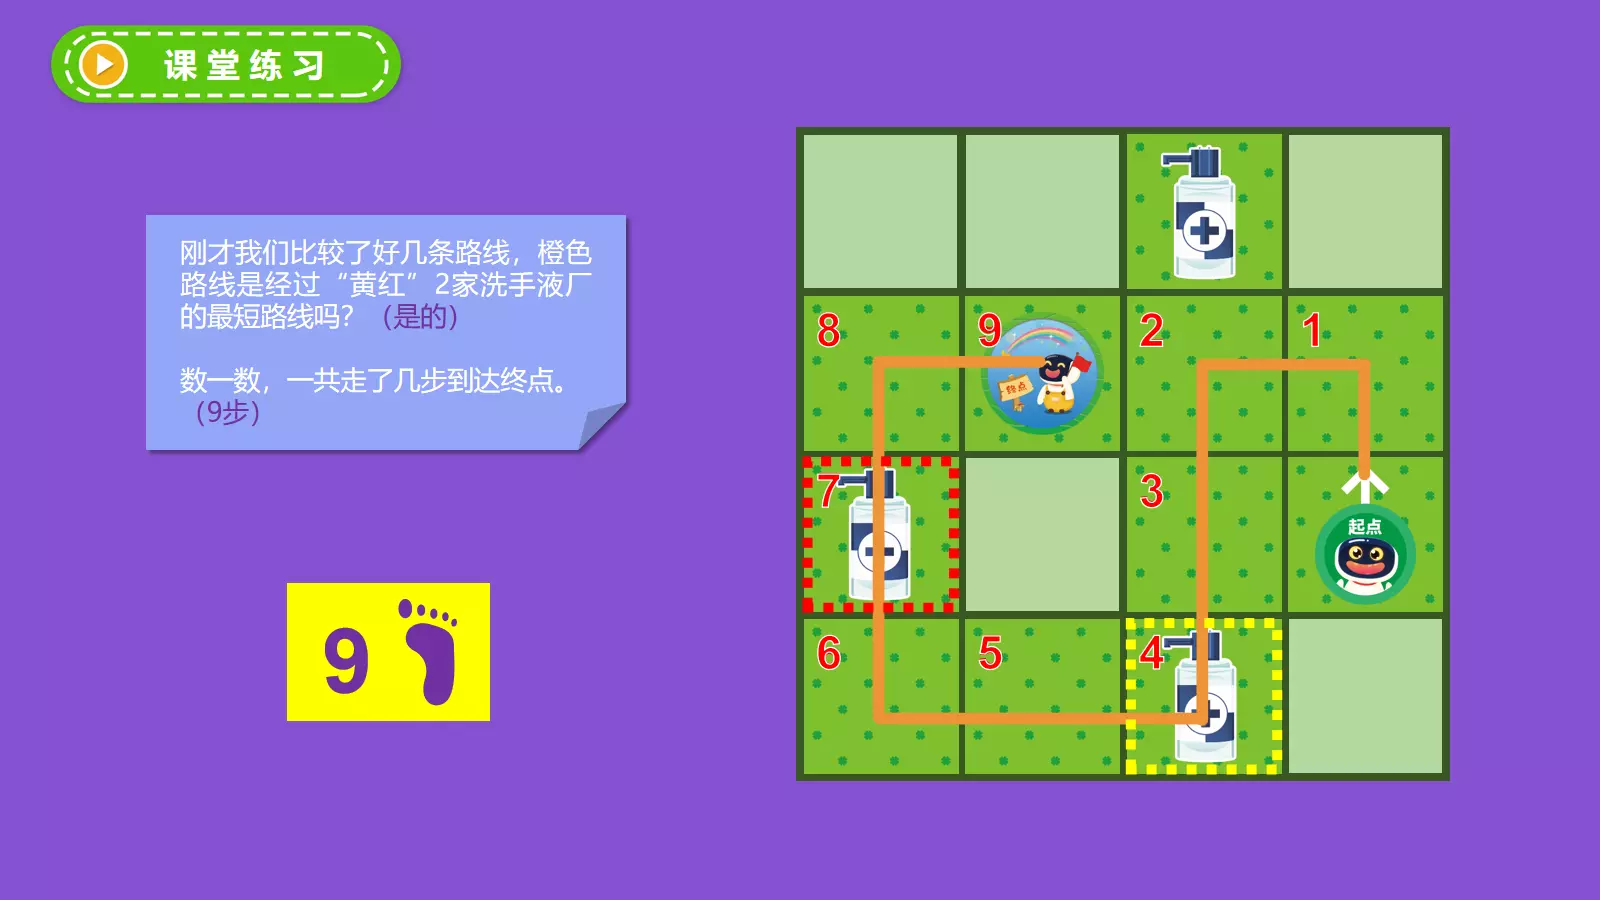 课堂练习
刚才我们比较了好几条路线，橙色
路线是经过“黄红”2家洗手液厂
的最短路线吗？（是的）
数一数，一共走了几步到达终点。
（9步）
9
8
9
终点
2
1
7
3
起点
6
5
4